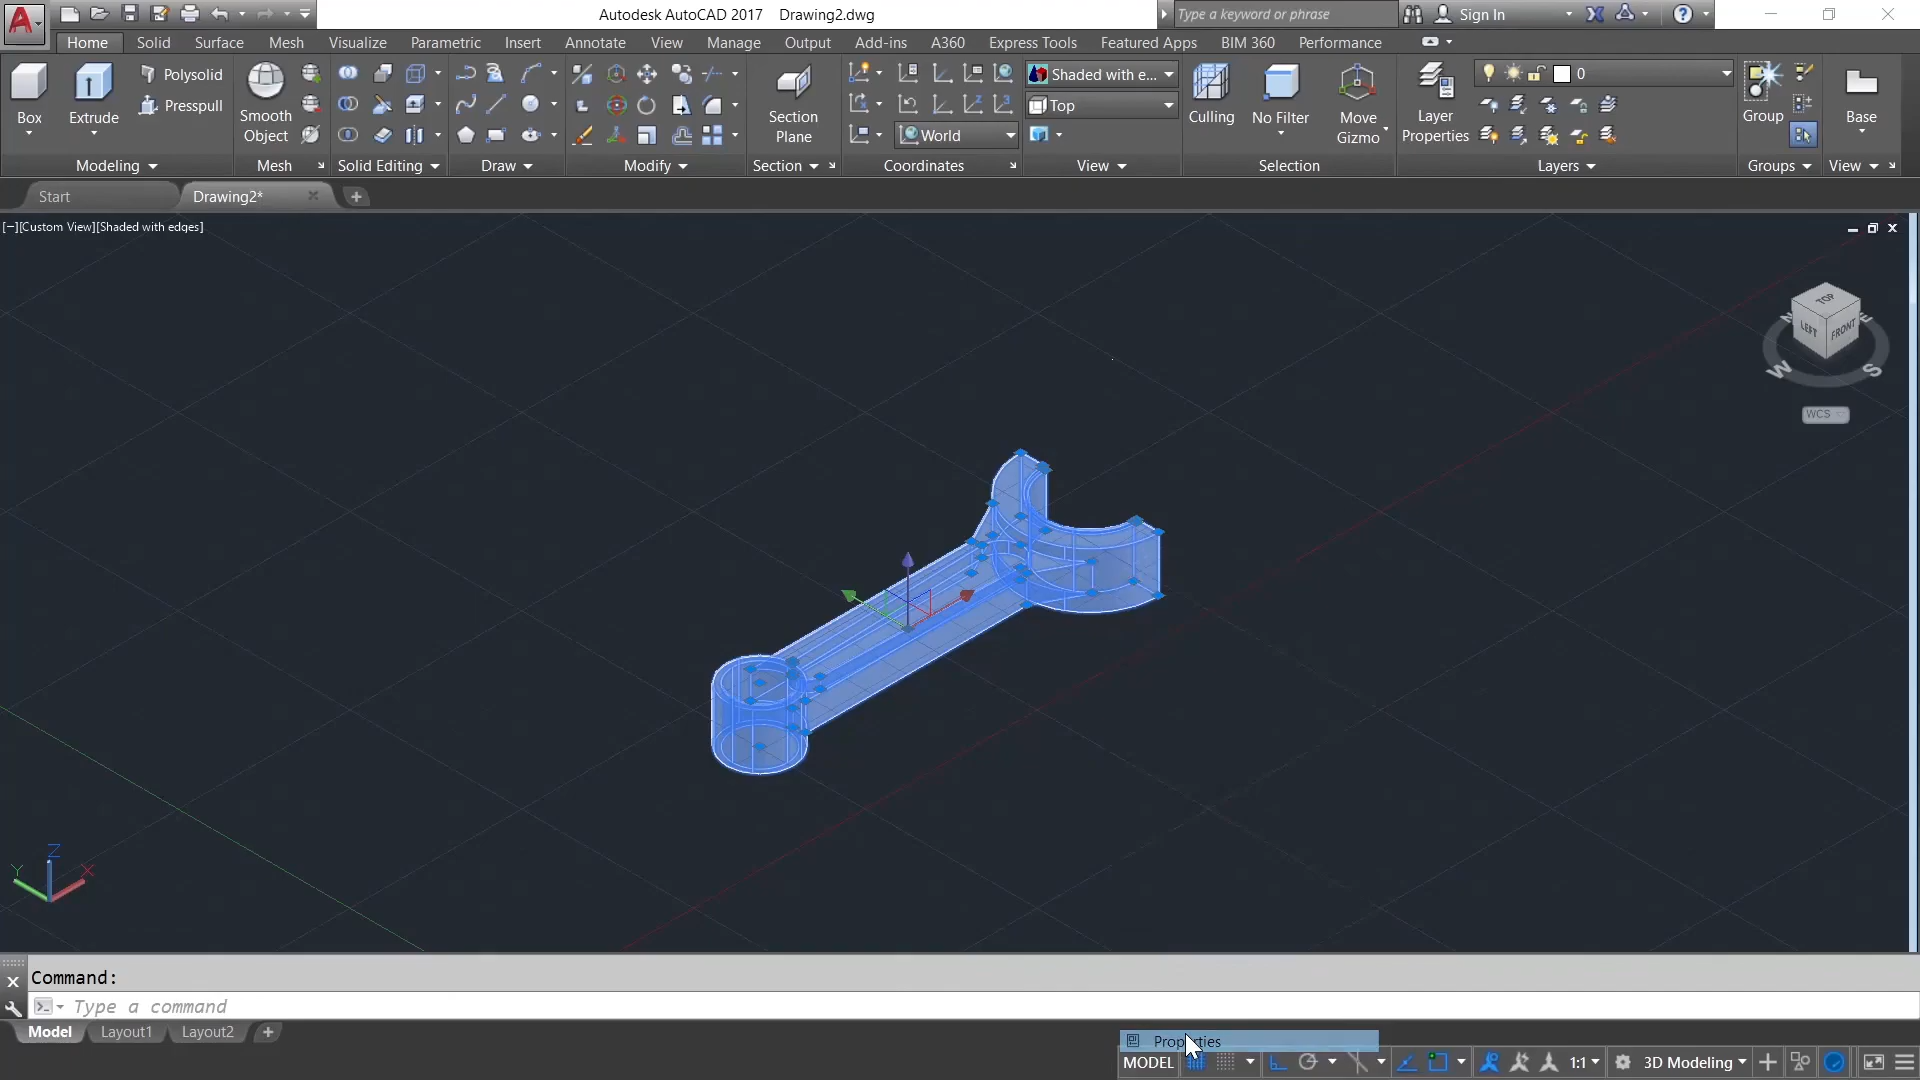 Autodesk AutoCAD 2017 Drawing2.dwg
Type a keyword or phrase
Sign In
Home Solid Surface Mesh Visualize Parametric Insert Annotate View Manage Output Add-ins A360 Express Tools Featured Apps BIM 360 Performance
Box
Extrude
Polysolid
Presspull
Smooth
Object
Section
Plane
World
Shaded with e...
Top
Culling
No Filter
Move
Gizmo
Layer
Properties
0
Group
Base
Modeling Mesh Solid Editing Draw Modify Section Coordinates View Selection Layers Groups View
Start Drawing2*
[−][Custom View][Shaded with edges]
TOP
LEFT FRONT
N E
W S
WCS
Z
Y X
Command:
Type a command
Model Layout1 Layout2
Properties
MODEL 1:1 3D Modeling